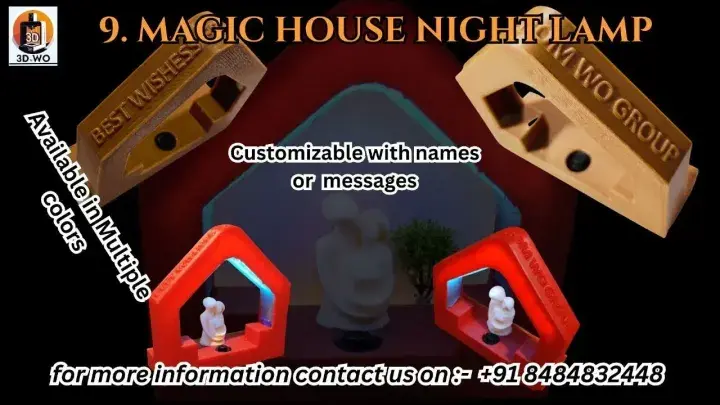 9. MAGIC HOUSE NIGHT LAMP
3D
3D-WO
BEST WISHESS
M WO GROUP
Available in Multiple
colors
Customizable with names
or messages
for more information contact us on :- +91 8484832448